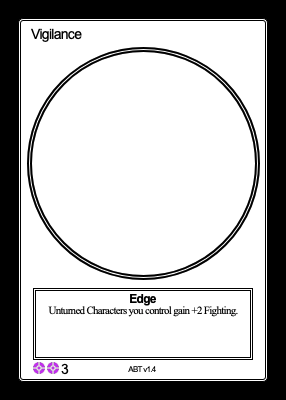 Vigilance
Edge
Unturned Characters you control gain +2 Fighting.
3
ABT v1.4